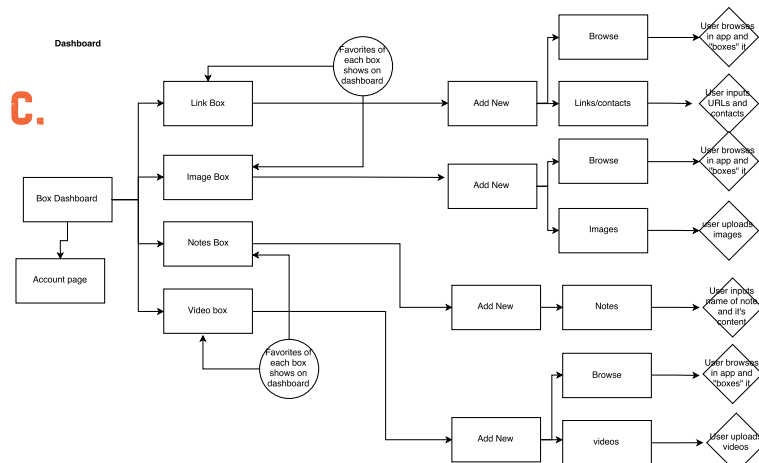 Dashboard
C.
Favorites of
each box
shows on
dashboard
Link Box
Add New
Browse
User browses
in app and
"boxes" it
Links/contacts
User inputs
URLs and
contacts
Image Box
Add New
Browse
User browses
in app and
"boxes" it
Images
user uploads
images
Box Dashboard
Account page
Notes Box
Add New
Notes
User inputs
name of note,
and it's
content
Video box
Favorites of
each box
shows on
dashboard
Add New
Browse
User browses
in app and
"boxes" it
videos
User uploads
videos